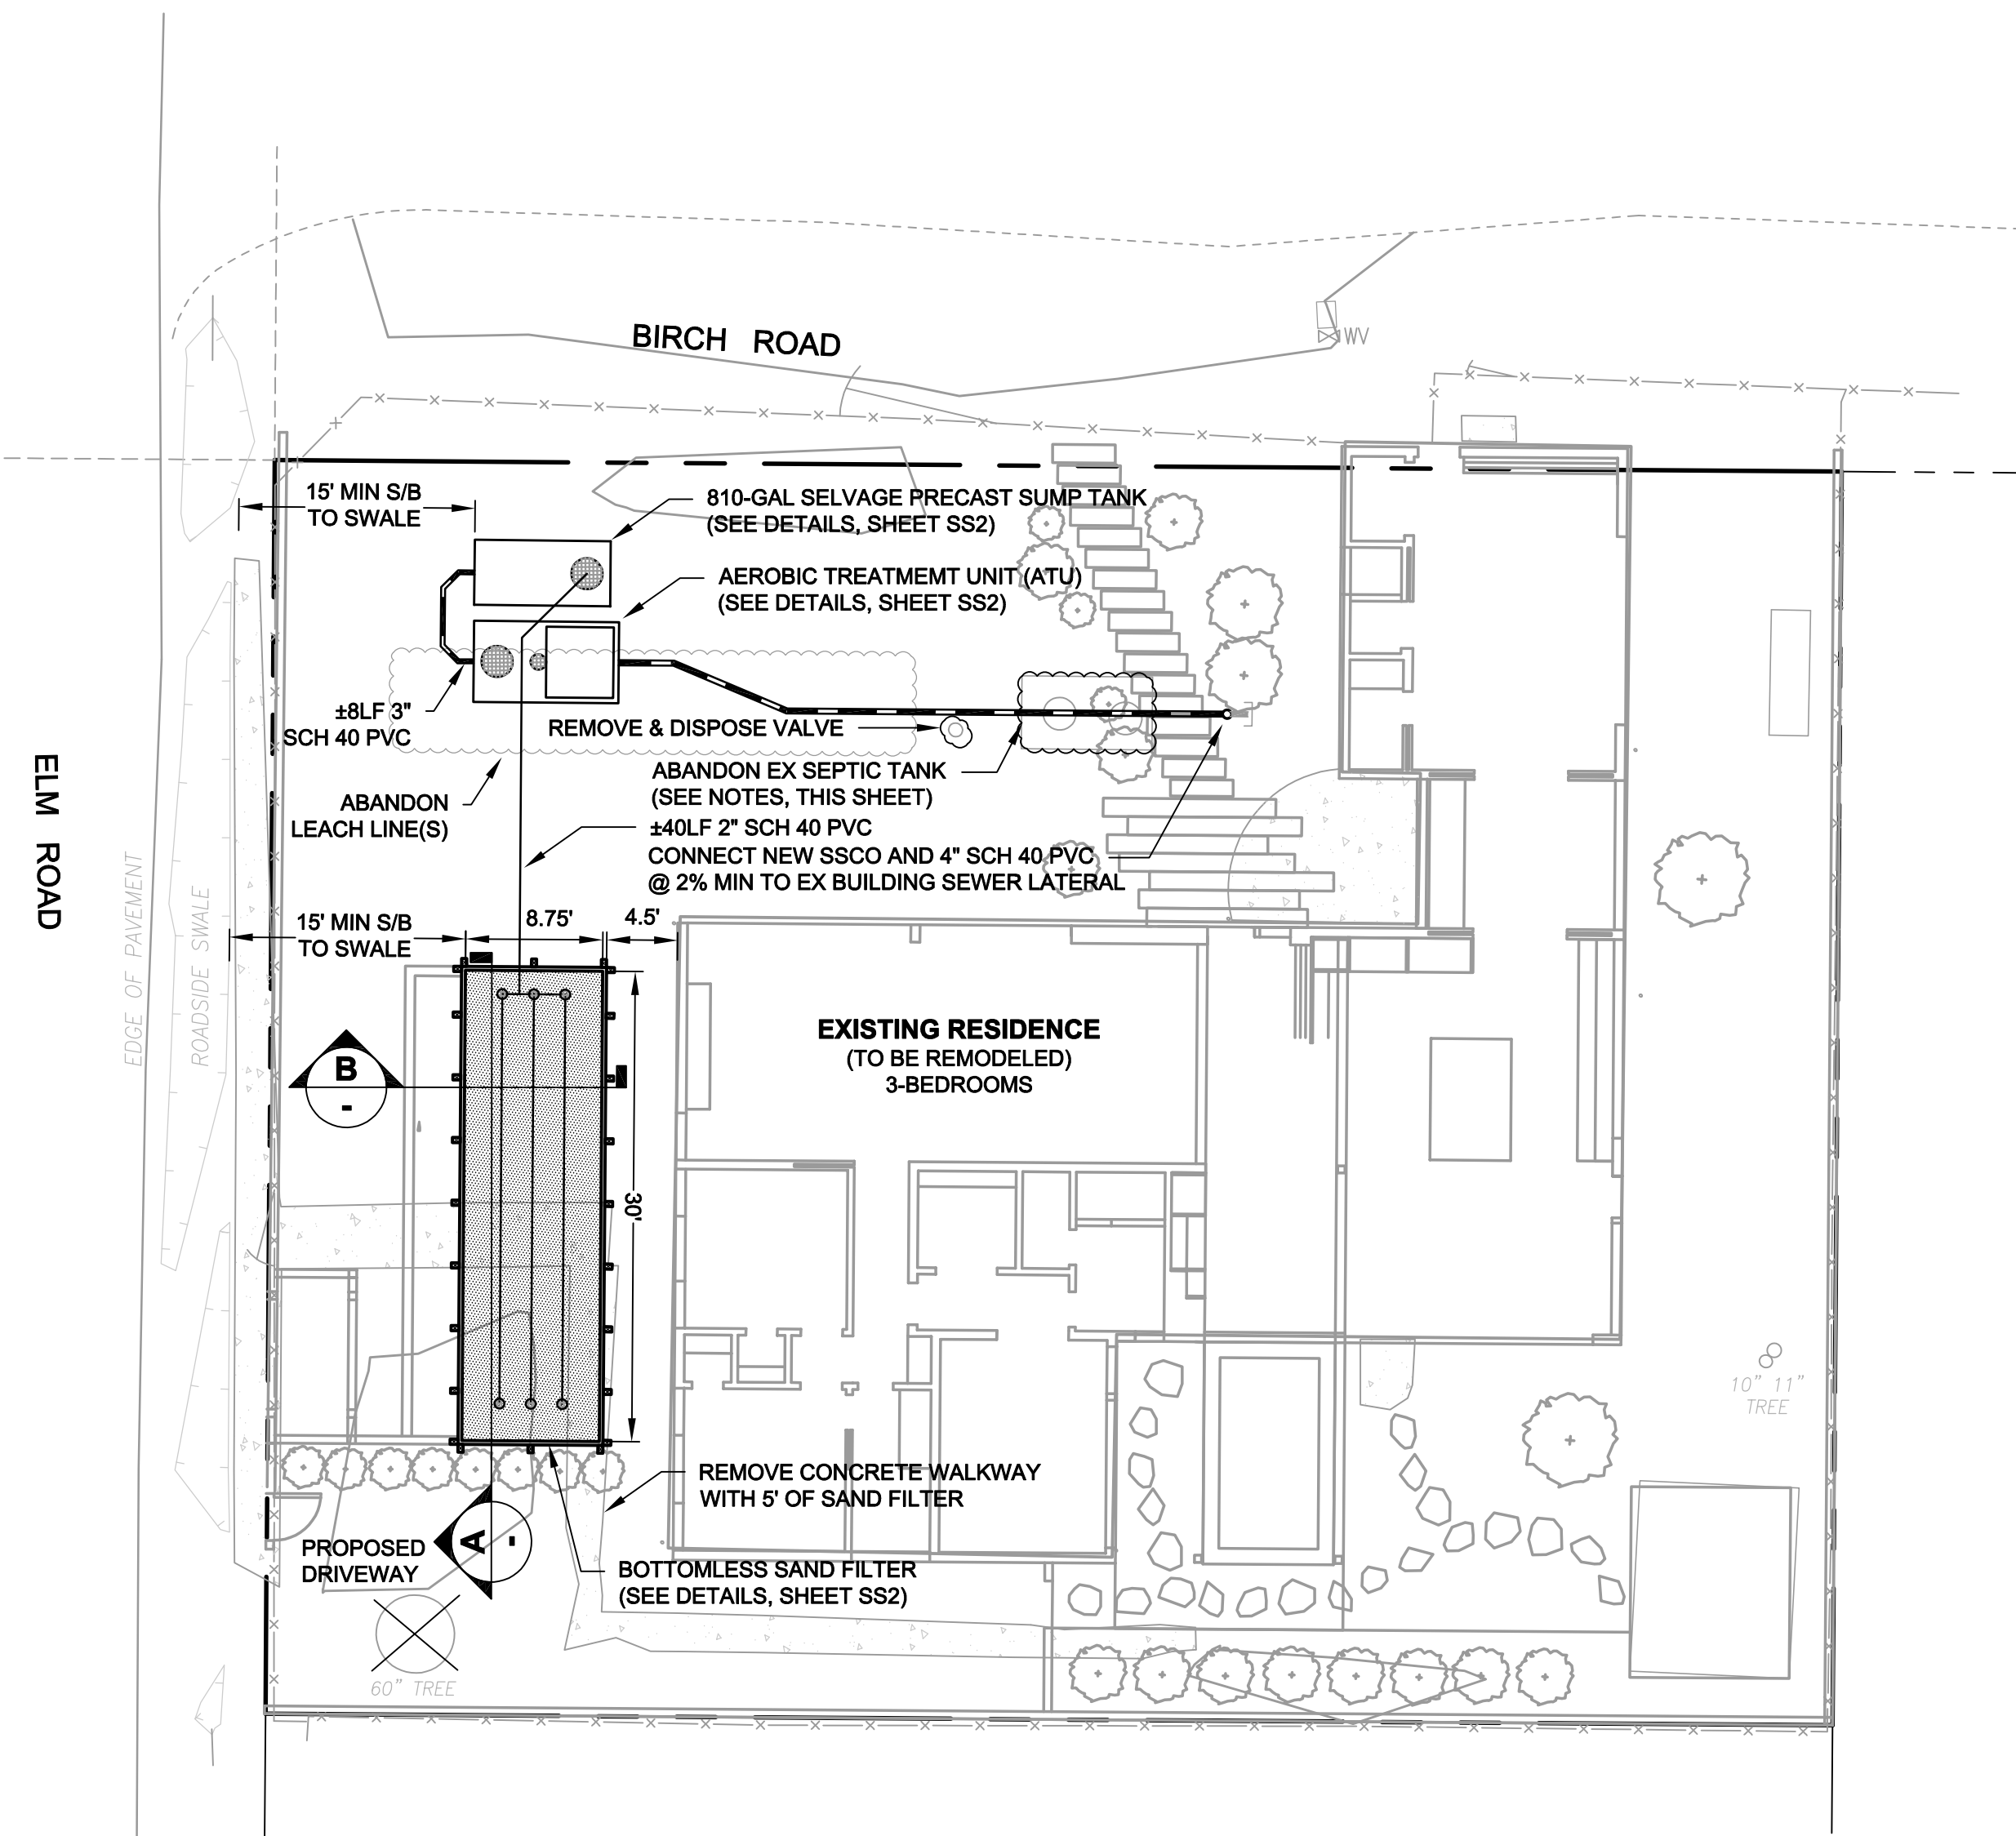 BIRCH ROAD
WV
15' MIN S/B
TO SWALE
810-GAL SELVAGE PRECAST SUMP TANK
(SEE DETAILS, SHEET SS2)
AEROBIC TREATMEMT UNIT (ATU)
(SEE DETAILS, SHEET SS2)
±8LF 3"
SCH 40 PVC
REMOVE & DISPOSE VALVE
ABANDON EX SEPTIC TANK
(SEE NOTES, THIS SHEET)
ABANDON
LEACH LINE(S)
±40LF 2" SCH 40 PVC
CONNECT NEW SSCO AND 4" SCH 40 PVC
@ 2% MIN TO EX BUILDING SEWER LATERAL
ELM ROAD
EDGE OF PAVEMENT
ROADSIDE SWALE
15' MIN S/B
TO SWALE
8.75'
4.5'
EXISTING RESIDENCE
(TO BE REMODELED)
3-BEDROOMS
B
-
30'
10" 11"
TREE
REMOVE CONCRETE WALKWAY
WITH 5' OF SAND FILTER
A
-
PROPOSED
DRIVEWAY
BOTTOMLESS SAND FILTER
(SEE DETAILS, SHEET SS2)
60" TREE